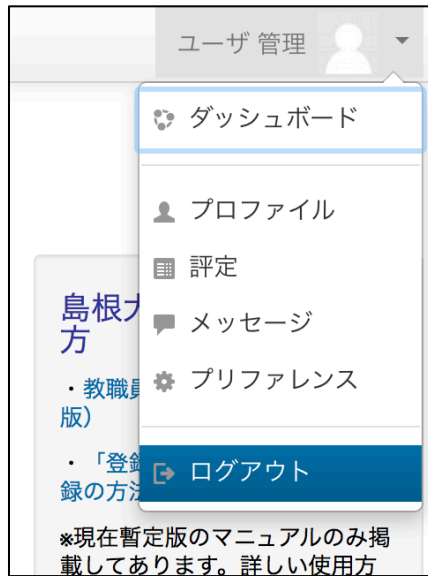 ユーザ 管理
ダッシュボード
プロファイル
評定
メッセージ
プリファレンス
ログアウト
島根大
方
・教職員
版）
・「登録
録の方法
※現在暫定版のマニュアルのみ掲
載してあります。詳しい使用方